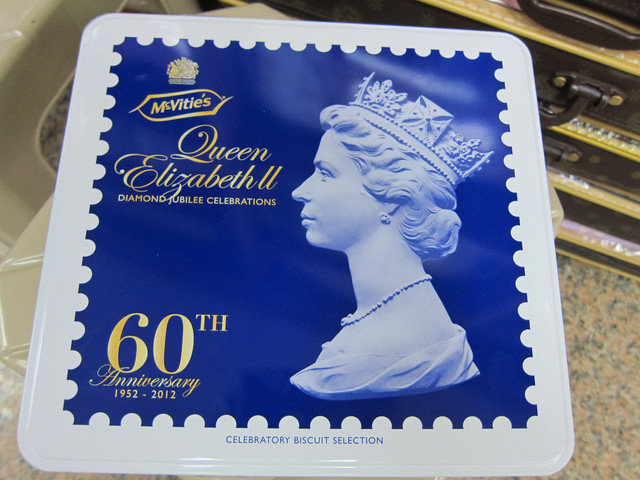 McVitie's
Queen
Elizabeth II
DIAMOND JUBILEE CELEBRATIONS
60TH
Anniversary
1952 - 2012
CELEBRATORY BISCUIT SELECTION